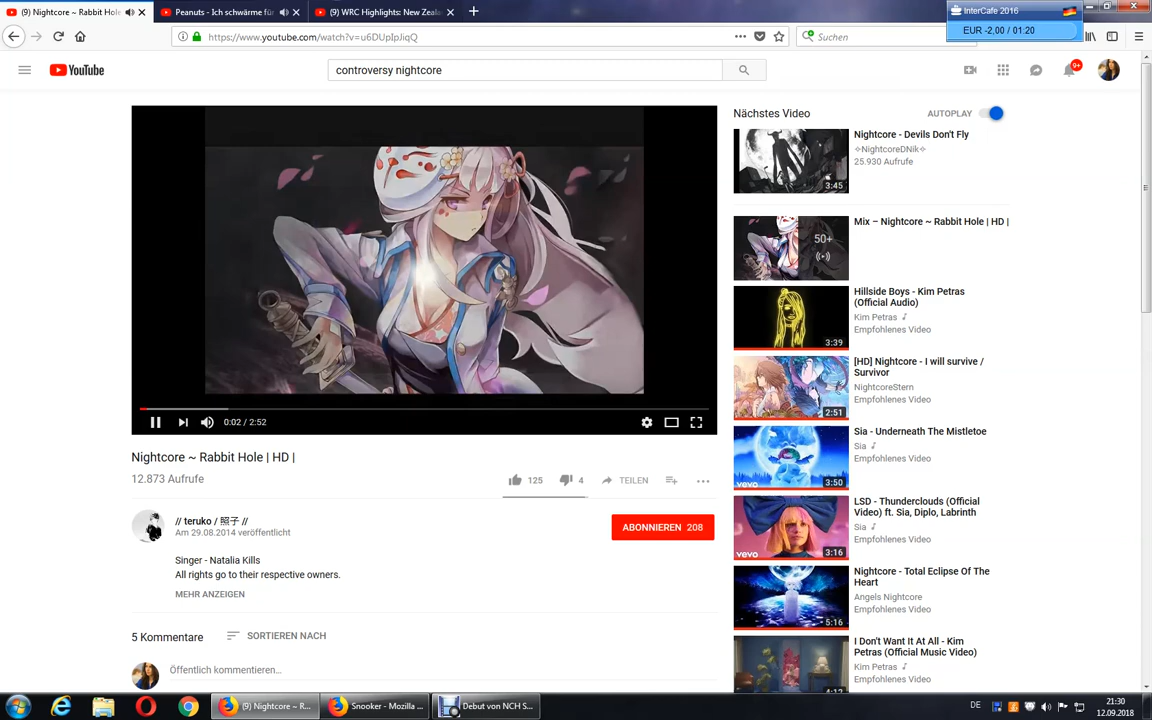 (9) Nightcore ~ Rabbit Hole
Peanuts - Ich schwärme für
(9) WRC Highlights: New Zeala
InterCafe 2016
EUR -2,00 / 01:20
https://www.youtube.com/watch?v=u6DUpIpJiqQ
Suchen
YouTube
controversy nightcore
9+
Nächstes Video
AUTOPLAY
Nightcore - Devils Don't Fly
✧NightcoreDNik✧
25.930 Aufrufe
3:45
Mix – Nightcore ~ Rabbit Hole | HD |
50+
Hillside Boys - Kim Petras
(Official Audio)
Kim Petras
Empfohlenes Video
3:39
[HD] Nightcore - I will survive /
Survivor
NightcoreStern
Empfohlenes Video
2:51
Sia - Underneath The Mistletoe
Sia
Empfohlenes Video
vevo
3:50
LSD - Thunderclouds (Official
Video) ft. Sia, Diplo, Labrinth
Sia
Empfohlenes Video
vevo
3:16
Nightcore - Total Eclipse Of The
Heart
Angels Nightcore
Empfohlenes Video
5:16
I Don't Want It At All - Kim
Petras (Official Music Video)
Kim Petras
Empfohlenes Video
4:12
0:02 / 2:52
Nightcore ~ Rabbit Hole | HD |
12.873 Aufrufe
125
4
TEILEN
// teruko / 照子 //
Am 29.08.2014 veröffentlicht
ABONNIEREN 208
Singer - Natalia Kills
All rights go to their respective owners.
MEHR ANZEIGEN
5 Kommentare
SORTIEREN NACH
Öffentlich kommentieren...
(9) Nightcore ~ R...
Snooker - Mozilla ...
Debut von NCH S...
DE
21:30
12.09.2018